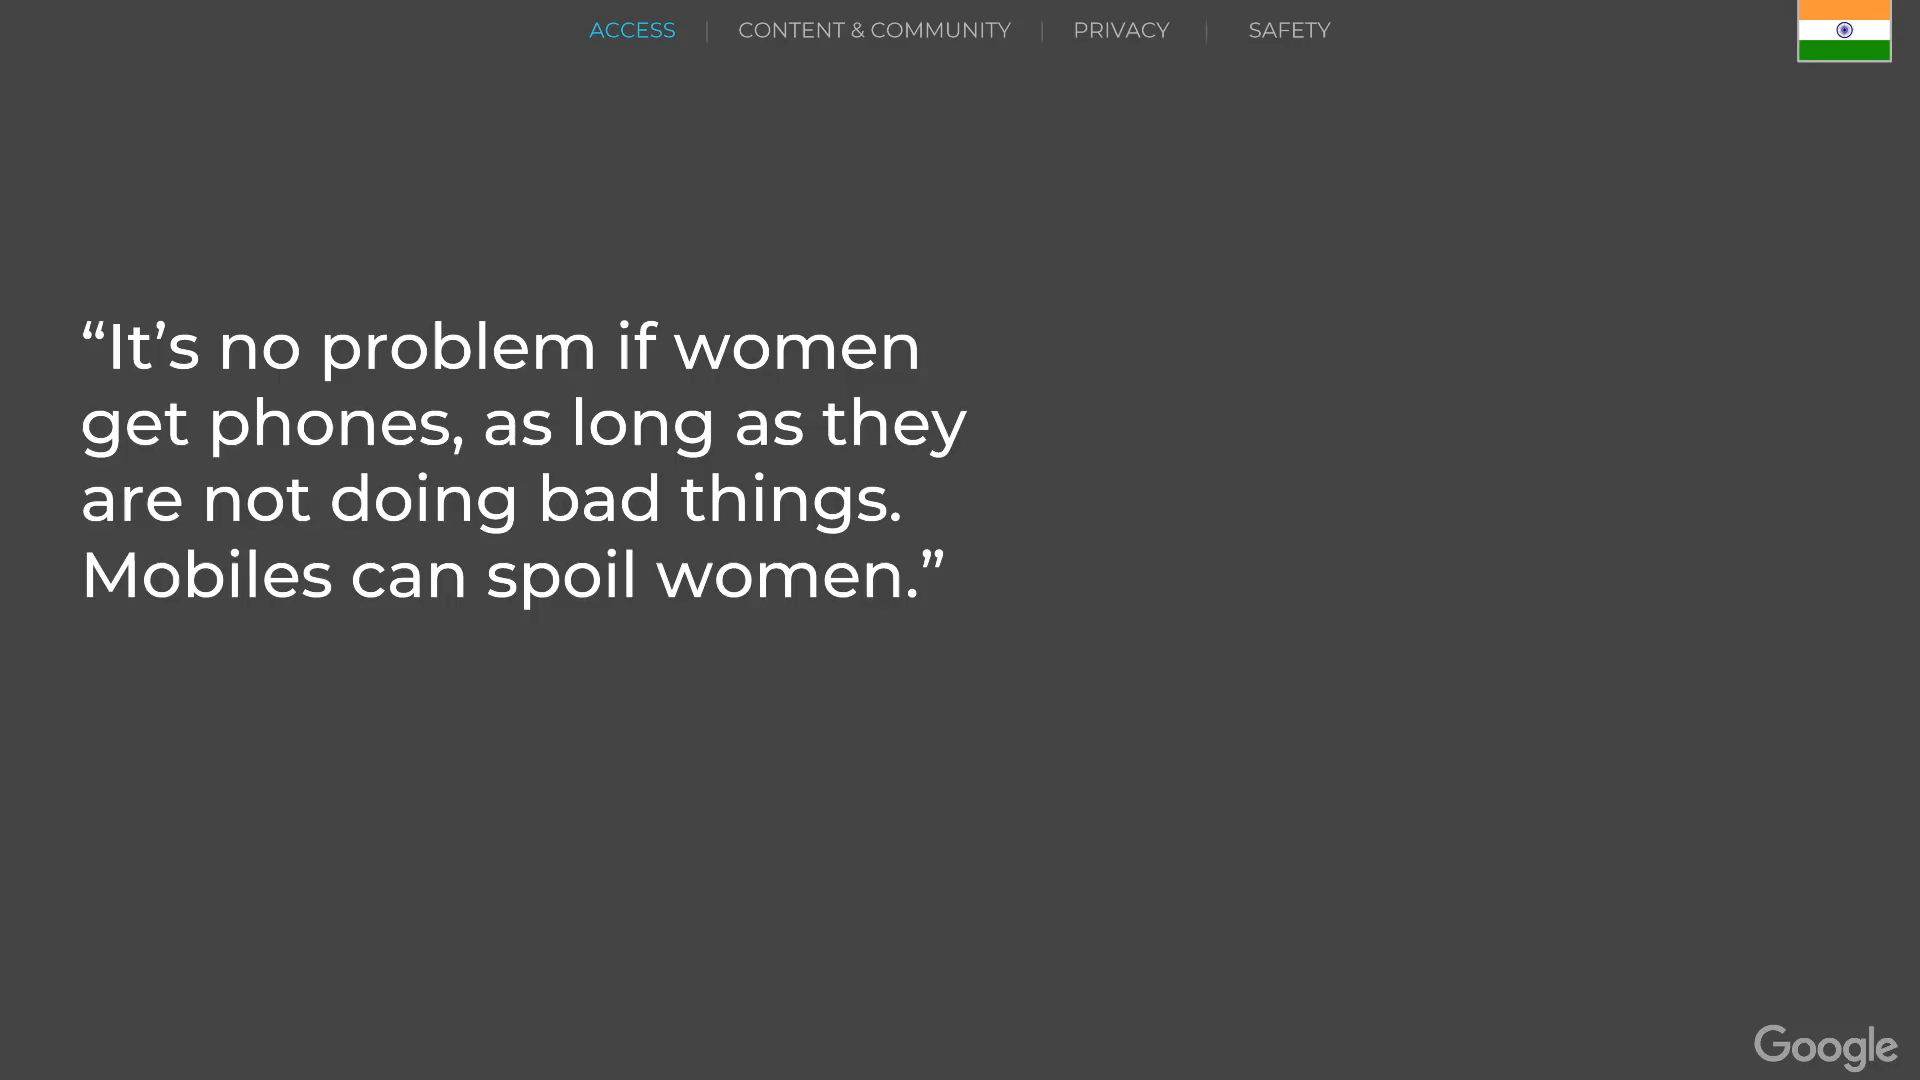 ACCESS | CONTENT & COMMUNITY | PRIVACY | SAFETY
“It’s no problem if women
get phones, as long as they
are not doing bad things.
Mobiles can spoil women.”
Google